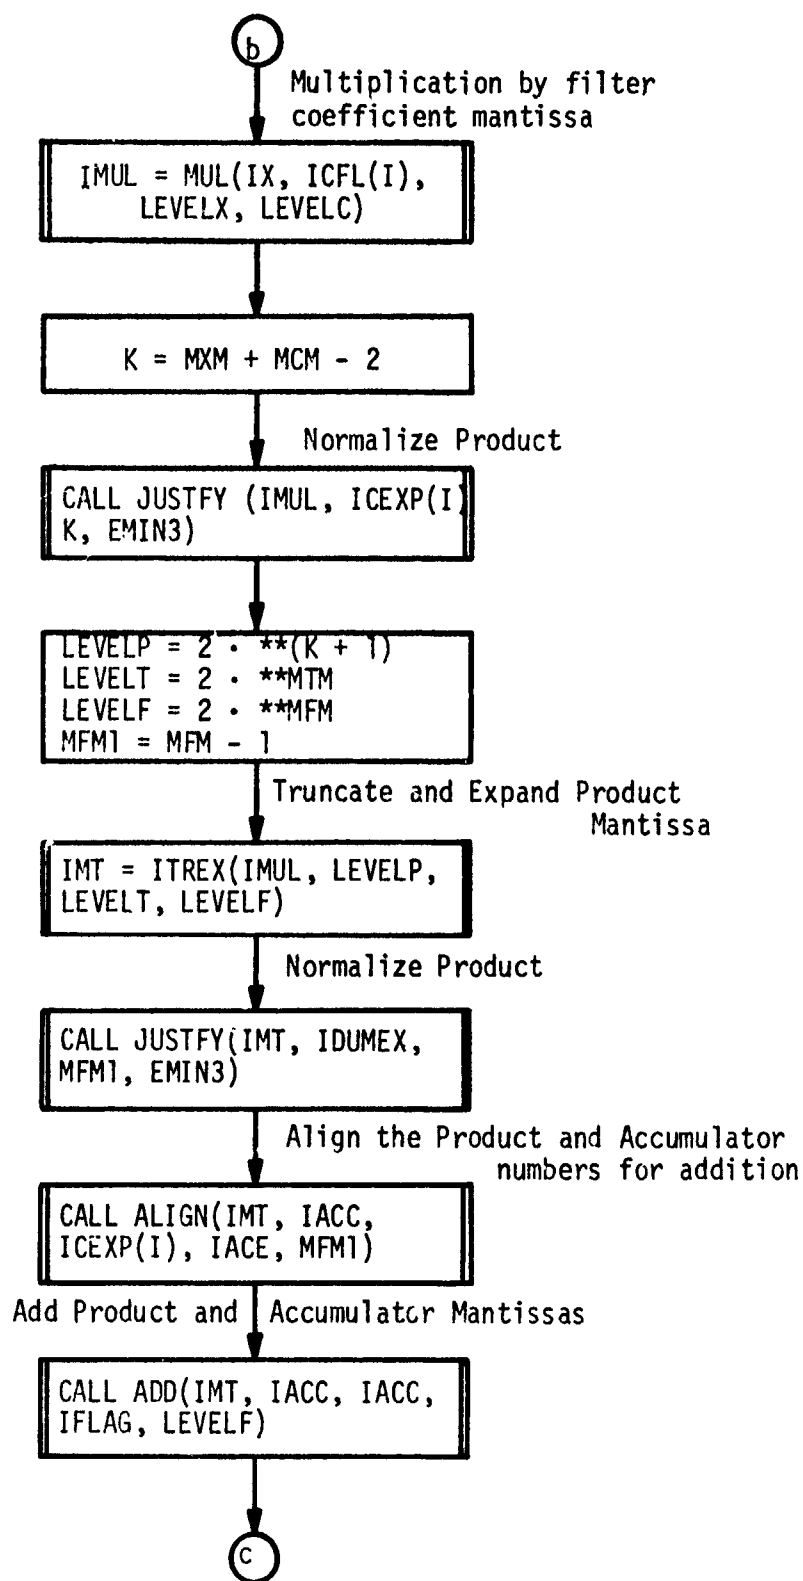 b
Multiplication by filter
coefficient mantissa
IMUL = MUL(IX, ICFL(I),
LEVELX, LEVELC)
K = MXM + MCM - 2
Normalize Product
CALL JUSTFY (IMUL, ICEXP(I)
K, EMIN3)
LEVELP = 2 · **(K + 1)
LEVELT = 2 · **MTM
LEVELF = 2 · **MFM
MFM1 = MFM - 1
Truncate and Expand Product
Mantissa
IMT = ITREX(IMUL, LEVELP,
LEVELT, LEVELF)
Normalize Product
CALL JUSTFY(IMT, IDUMEX,
MFM1, EMIN3)
Align the Product and Accumulator
numbers for addition
CALL ALIGN(IMT, IACC,
ICEXP(I), IACE, MFM1)
Add Product and Accumulator Mantissas
CALL ADD(IMT, IACC, IACC,
IFLAG, LEVELF)
c